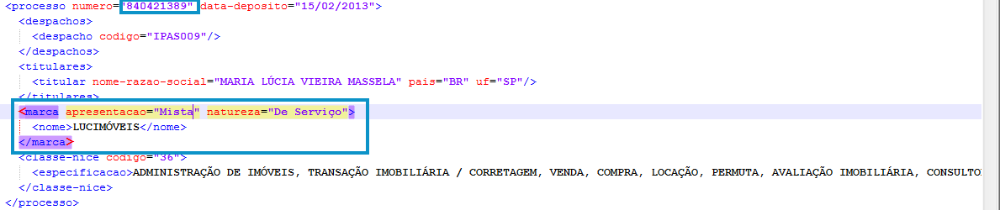 <processo numero="840421389" data-deposito="15/02/2013">
<despachos>
<despacho codigo="IPAS009"/>
</despachos>
<titulares>
<titular nome-razao-social="MARIA LÚCIA VIEIRA MASSELA" pais="BR" uf="SP"/>
</titulares>
<marca apresentacao="Mista" natureza="De Serviço">
<nome>LUCIMÓVEIS</nome>
</marca>
<classe-nice codigo="36">
<especificacao>ADMINISTRAÇÃO DE IMÓVEIS, TRANSAÇÃO IMOBILIÁRIA / CORRETAGEM, VENDA, COMPRA, LOCAÇÃO, PERMUTA, AVALIAÇÃO IMOBILIÁRIA,
</classe-nice>
</processo>